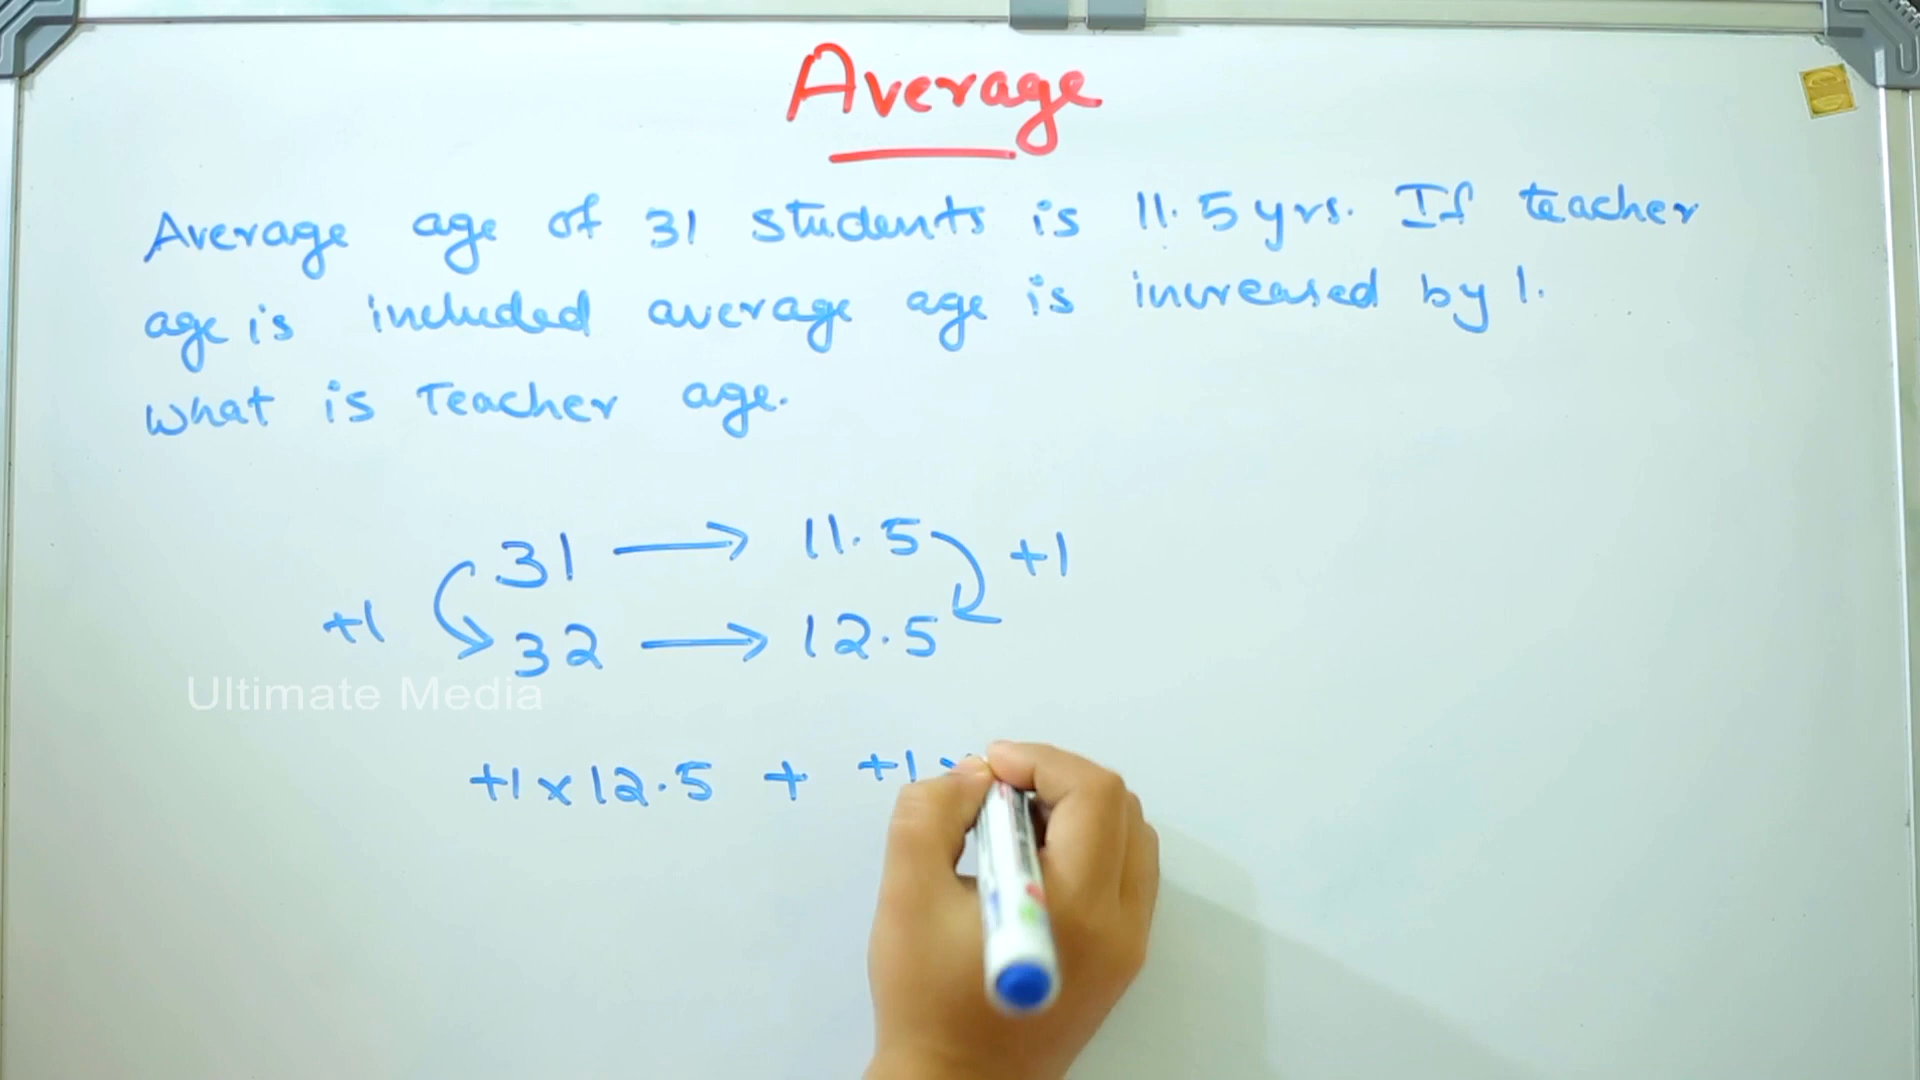 Average
Average age of 31 students is 11.5 yrs. If teacher
age is included average age is increased by 1.
What is Teacher age.
31 → 11.5 +1
+1 32 → 12.5
Ultimate Media
+1 x 12.5 + +1 x